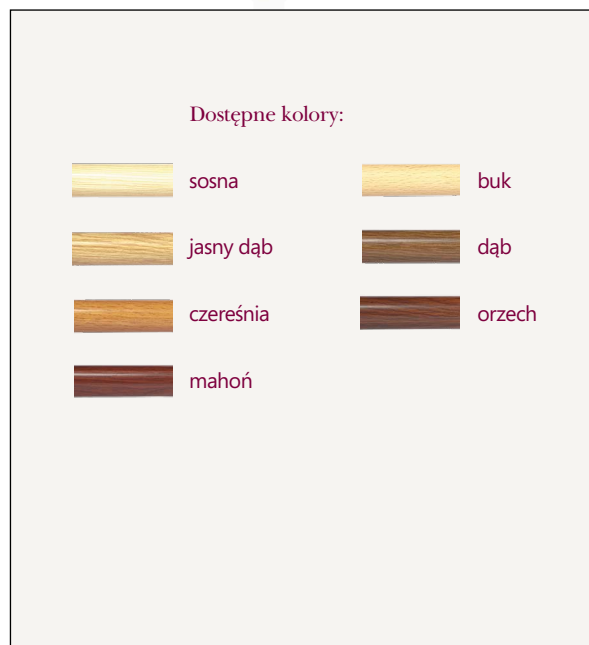 Dostępne kolory:
sosna
buk
jasny dąb
dąb
czereśnia
orzech
mahoń